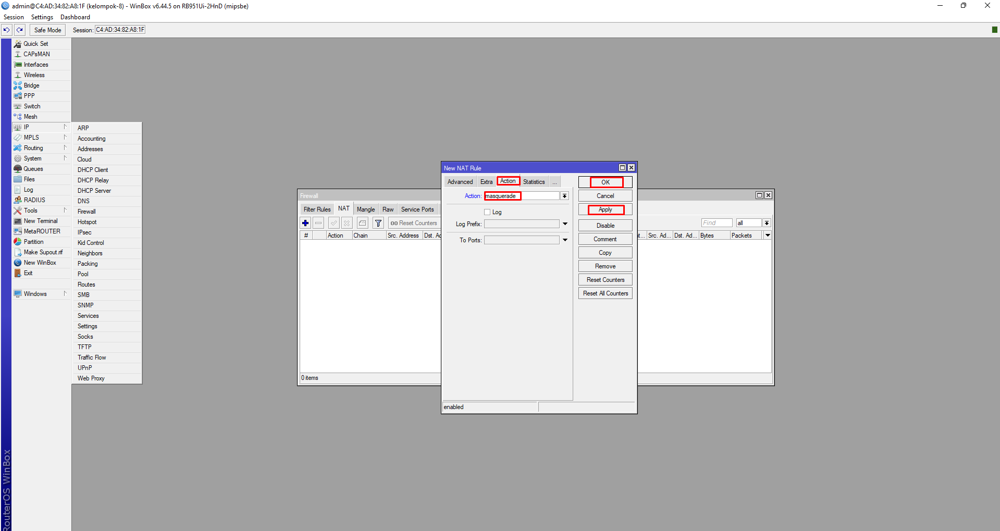 admin@C4:AD:34:82:A8:1F (kelompok-8) - WinBox v6.44.5 on RB951Ui-2HnD (mipsbe)
Session Settings Dashboard
Safe Mode Session: C4:AD:34:82:A8:1F
Quick Set
CAPsMAN
Interfaces
Wireless
Bridge
PPP
Switch
Mesh
IP
MPLS
Routing
System
Queues
Files
Log
RADIUS
Tools
New Terminal
MetaROUTER
Partition
Make Supout.rif
New WinBox
Exit
Windows
RouterOS WinBox
ARP
Accounting
Addresses
Cloud
DHCP Client
DHCP Relay
DHCP Server
DNS
Firewall
Hotspot
IPsec
Kid Control
Neighbors
Packing
Pool
Routes
SMB
SNMP
Services
Settings
Socks
TFTP
Traffic Flow
UPnP
Web Proxy
Firewall
Filter Rules NAT Mangle Raw Service Ports
00 Reset Counters Find all
# Action Chain Src. Address Dst. Ad t... Src. Ad... Dst. Ad... Bytes Packets
0 items
New NAT Rule
Advanced Extra Action Statistics ...
Action: masquerade
Log
Log Prefix:
To Ports:
enabled
OK
Cancel
Apply
Disable
Comment
Copy
Remove
Reset Counters
Reset All Counters